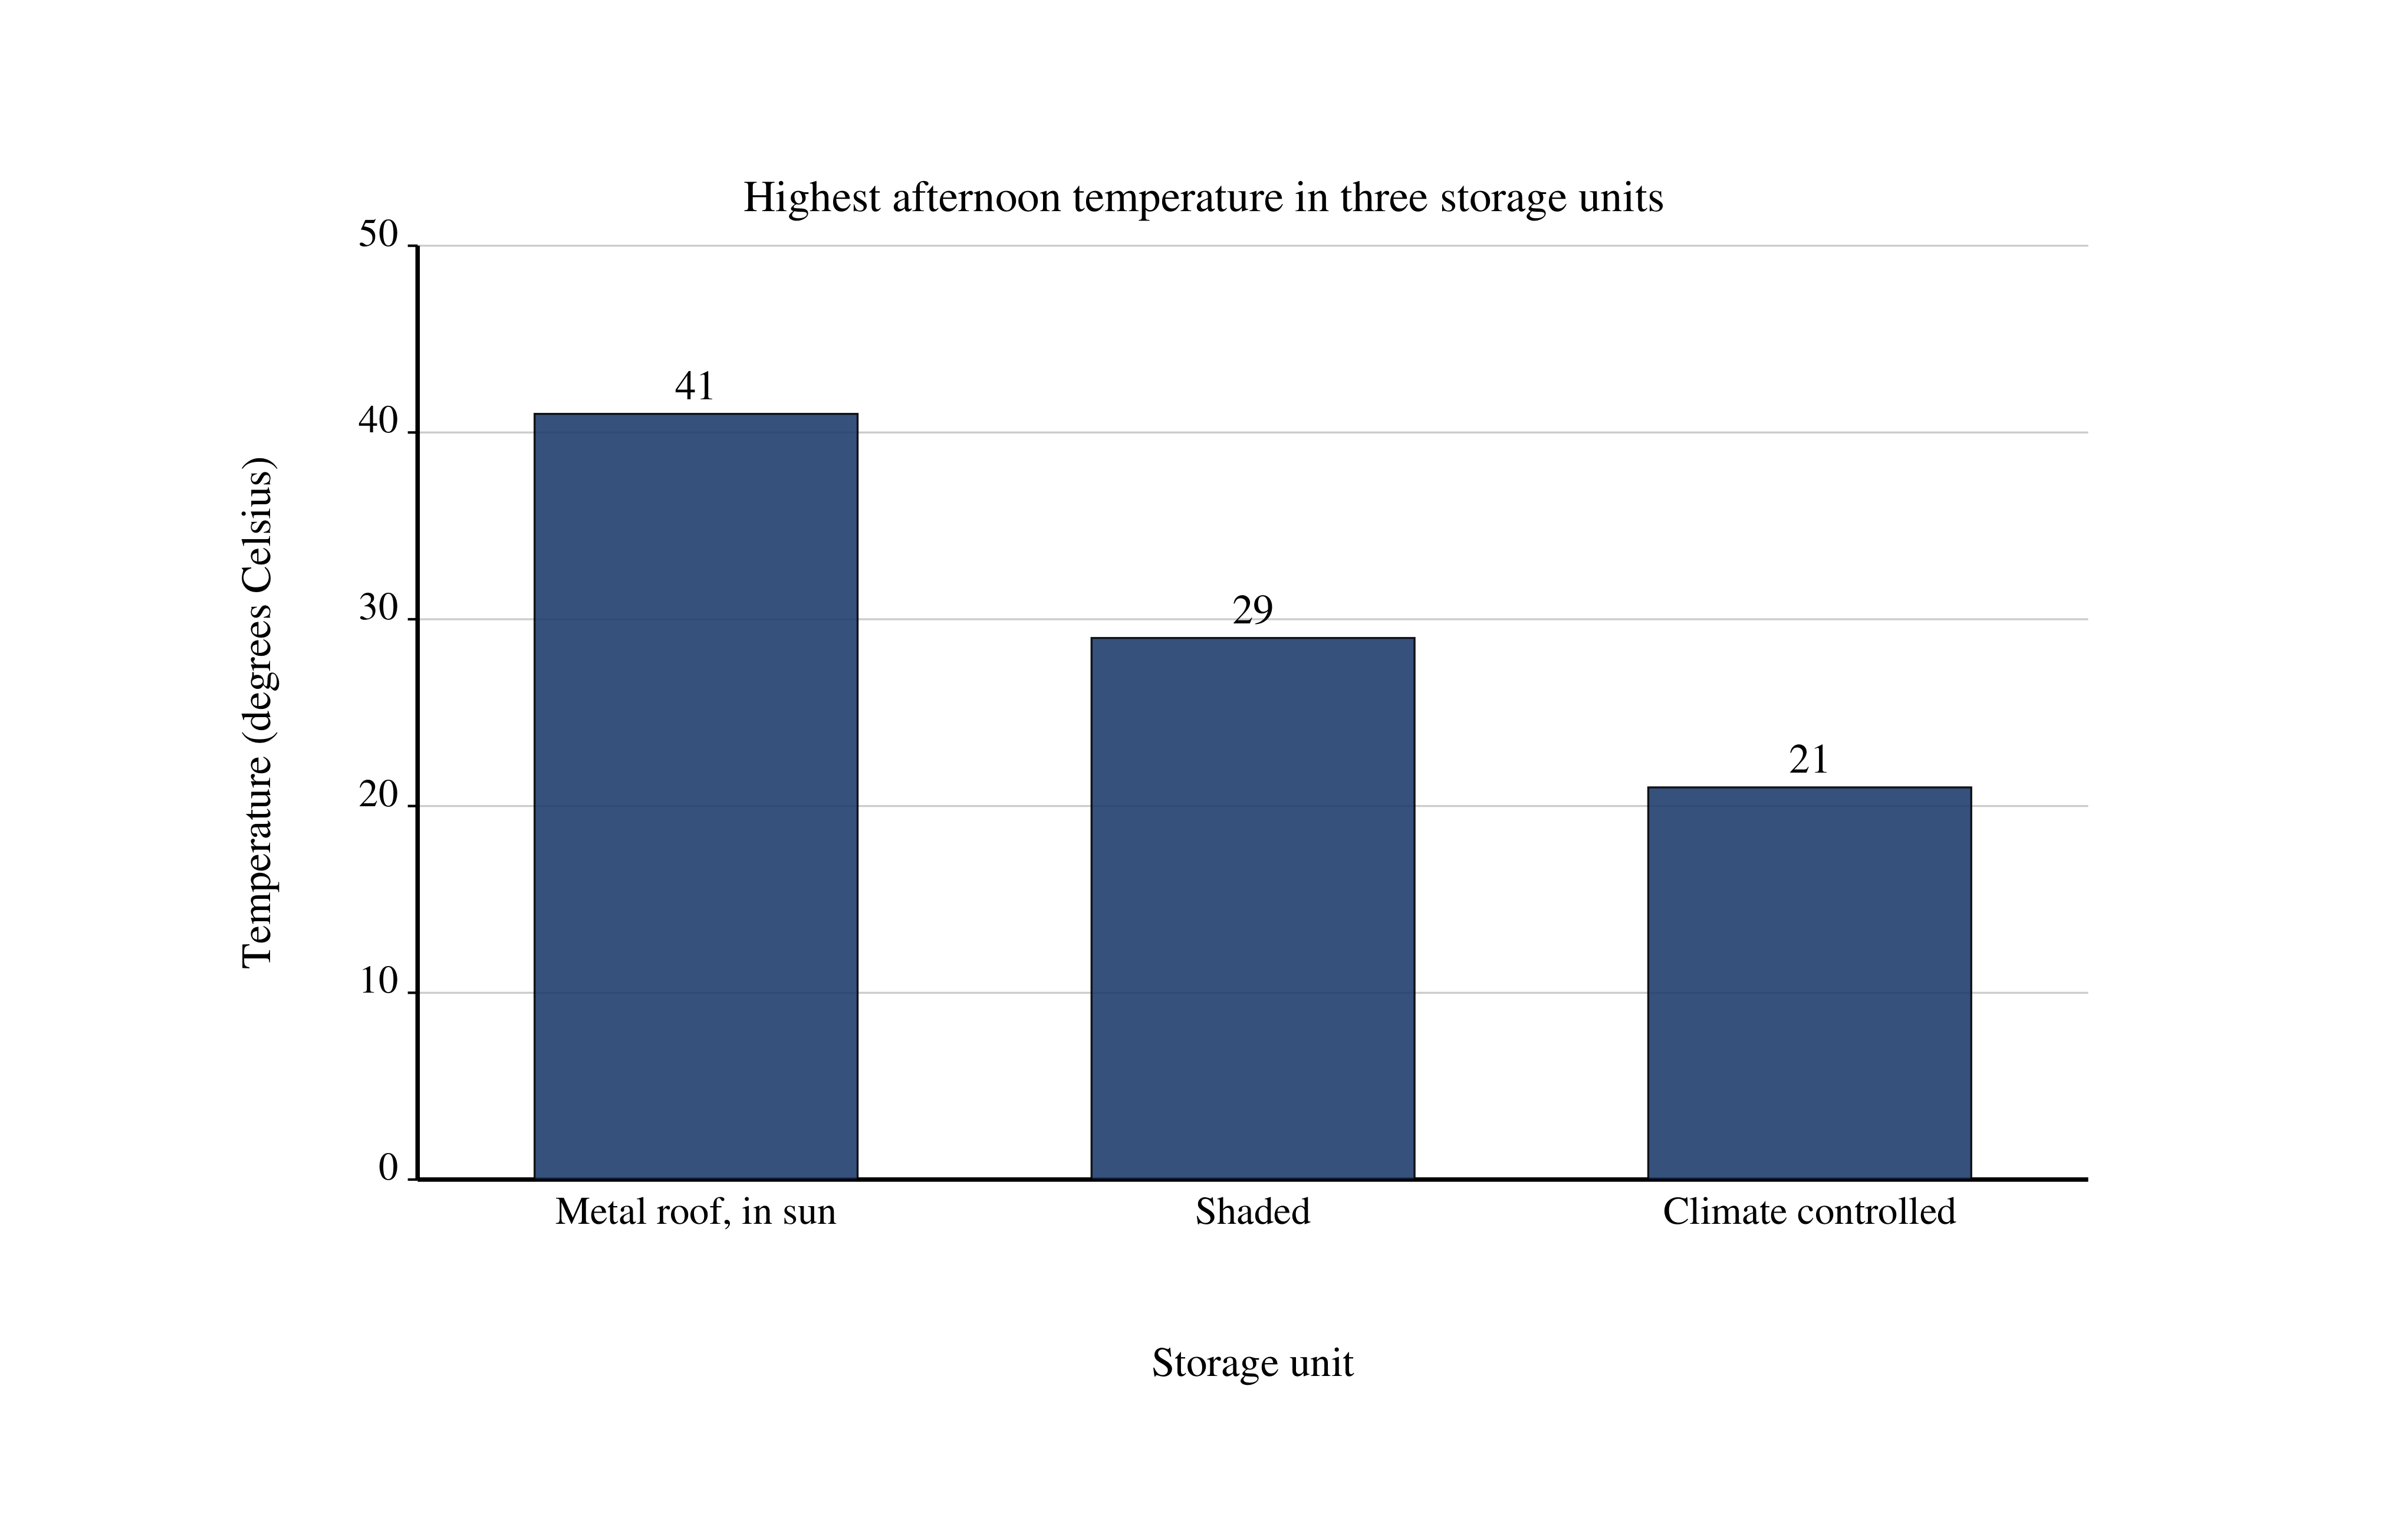 Highest afternoon temperature in three storage units
Temperature (degrees Celsius)
50
40
30
20
10
0
41
29
21
Metal roof, in sun
Shaded
Climate controlled
Storage unit